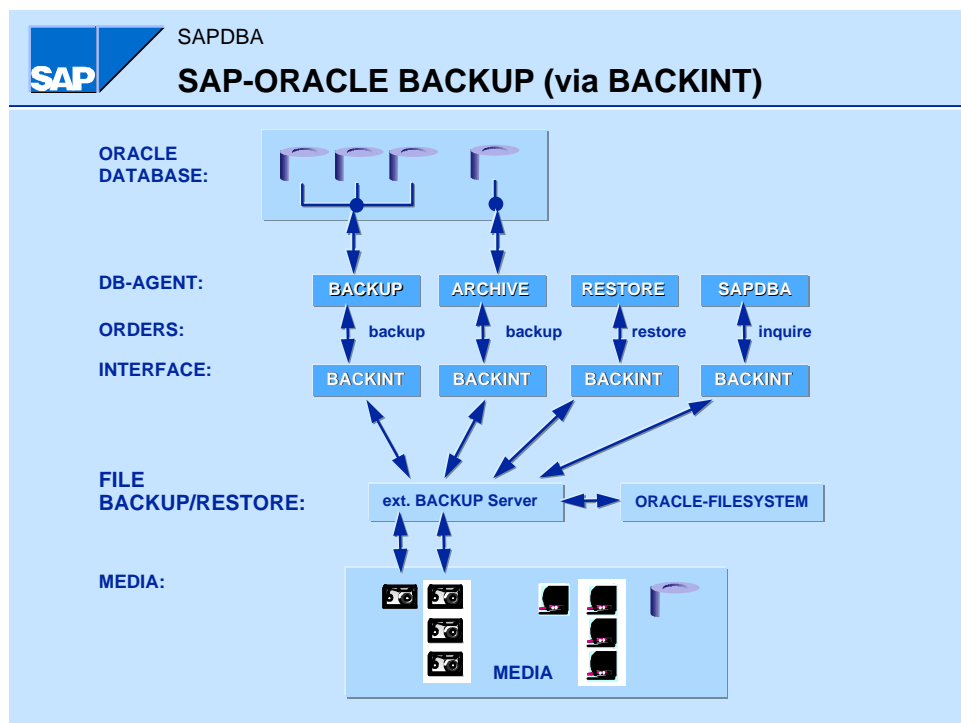 SAP
SAPDBA
SAP-ORACLE BACKUP (via BACKINT)
ORACLE
DATABASE:
DB-AGENT:
BACKUP
ARCHIVE
RESTORE
SAPDBA
ORDERS:
backup
backup
restore
inquire
INTERFACE:
BACKINT
BACKINT
BACKINT
BACKINT
FILE
BACKUP/RESTORE:
ext. BACKUP Server
ORACLE-FILESYSTEM
MEDIA:
MEDIA